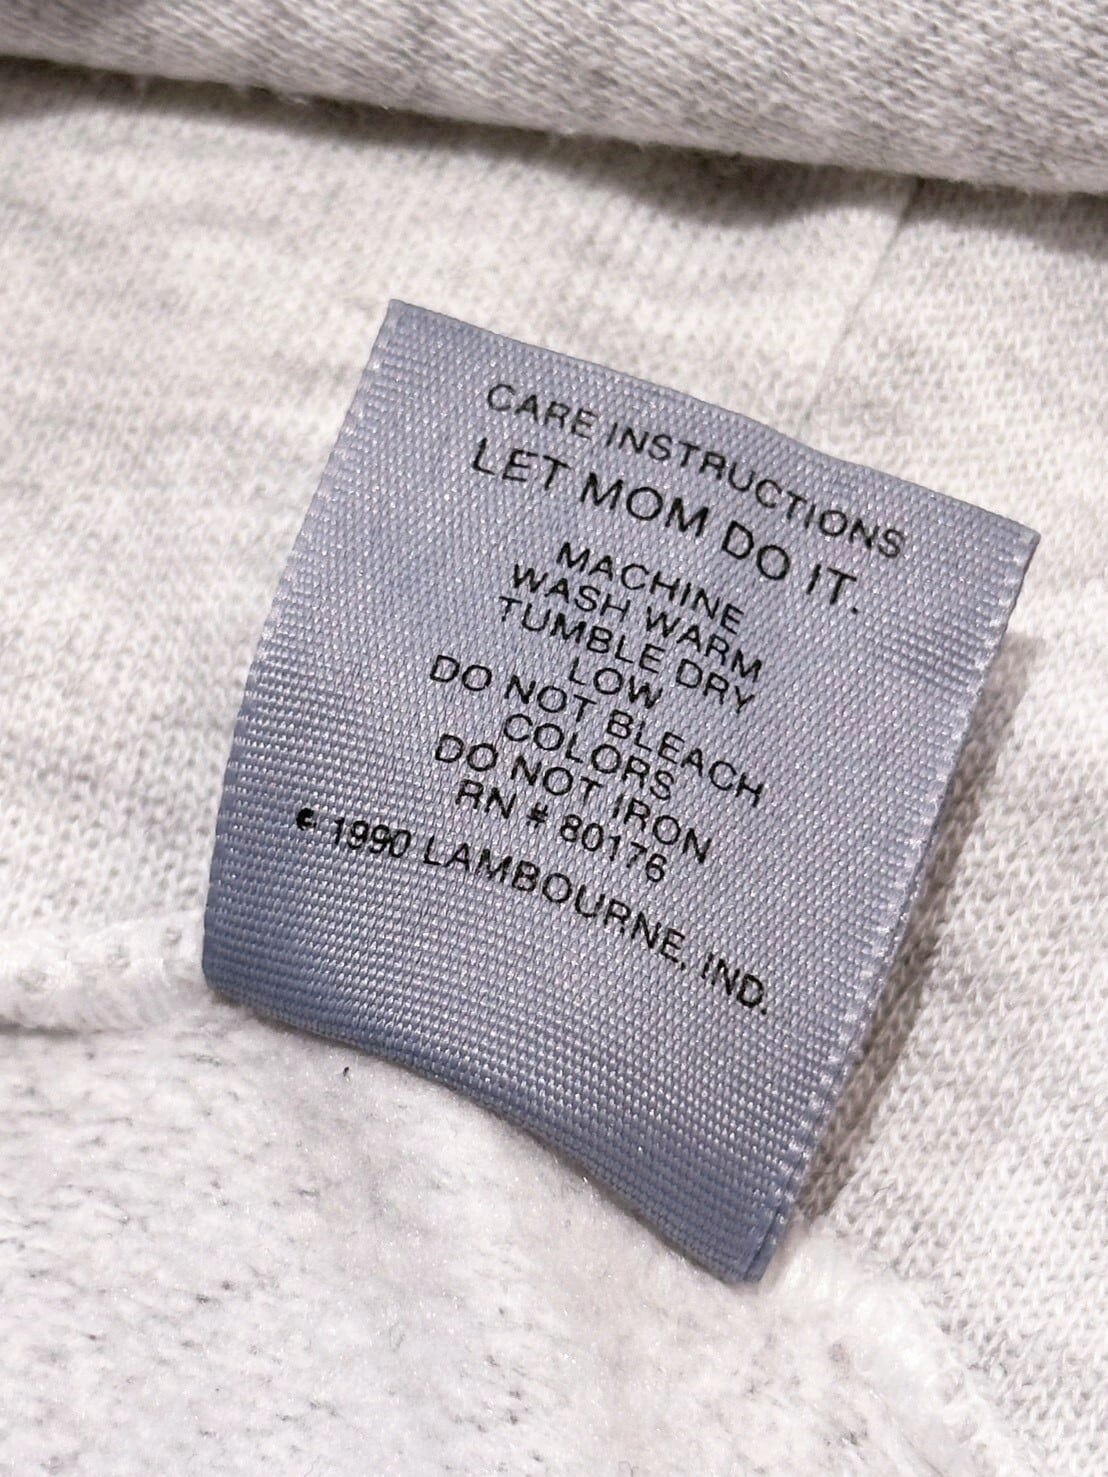 CARE INSTRUCTIONS
LET MOM DO IT.
MACHINE
WASH WARM
TUMBLE DRY
LOW
DO NOT BLEACH
COLORS
DO NOT IRON
RN # 80176
© 1990 LAMBOURNE, IND.